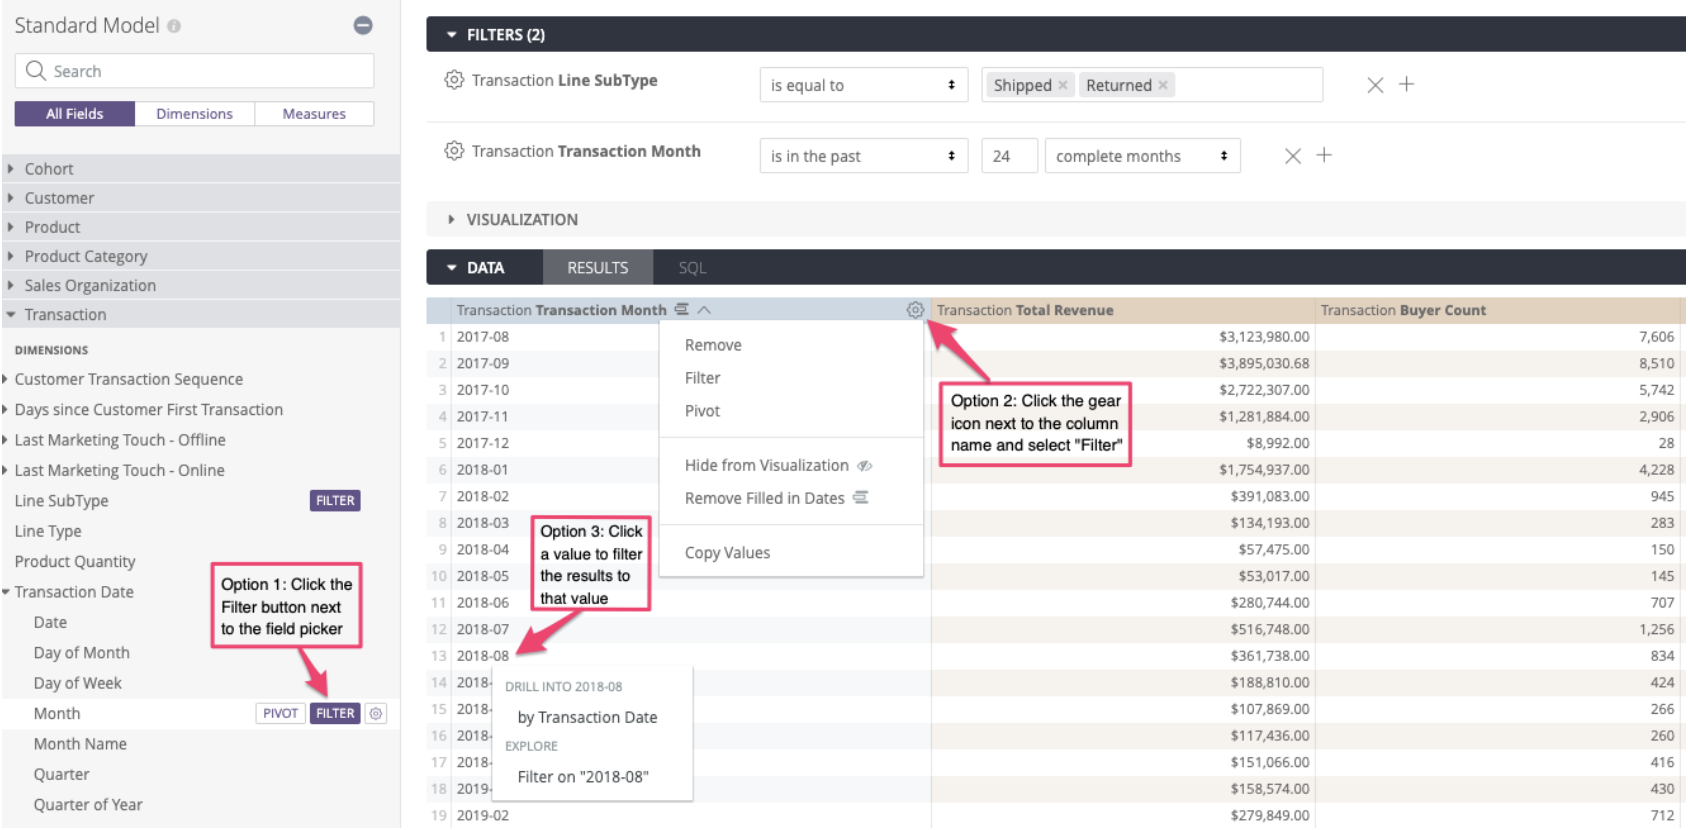 Standard Model
Search
All Fields Dimensions Measures
Cohort
Customer
Product
Product Category
Sales Organization
Transaction
DIMENSIONS
Customer Transaction Sequence
Days since Customer First Transaction
Last Marketing Touch - Offline
Last Marketing Touch - Online
Line SubType FILTER
Line Type
Product Quantity
Transaction Date
Date
Day of Month
Day of Week
Month PIVOT FILTER
Month Name
Quarter
Quarter of Year
Option 1: Click the
Filter button next
to the field picker
FILTERS (2)
Transaction Line SubType is equal to Shipped × Returned ×
Transaction Transaction Month is in the past 24 complete months
VISUALIZATION
DATA RESULTS SQL
Transaction Transaction Month Transaction Total Revenue Transaction Buyer Count
1 2017-08 $3,123,980.00 7,606
2 2017-09 $3,895,030.68 8,510
3 2017-10 $2,722,307.00 5,742
4 2017-11 $1,281,884.00 2,906
5 2017-12 $8,992.00 28
6 2018-01 $1,754,937.00 4,228
7 2018-02 $391,083.00 945
8 2018-03 $134,193.00 283
9 2018-04 $57,475.00 150
10 2018-05 $53,017.00 145
11 2018-06 $280,744.00 707
12 2018-07 $516,748.00 1,256
13 2018-08 $361,738.00 834
14 2018- $188,810.00 424
15 2018- $107,869.00 266
16 2018- $117,436.00 260
17 2018- $151,066.00 416
18 2019- $158,574.00 430
19 2019-02 $279,849.00 712
Remove
Filter
Pivot
Hide from Visualization
Remove Filled in Dates
Copy Values
Option 2: Click the gear
icon next to the column
name and select "Filter"
Option 3: Click
a value to filter
the results to
that value
DRILL INTO 2018-08
by Transaction Date
EXPLORE
Filter on "2018-08"